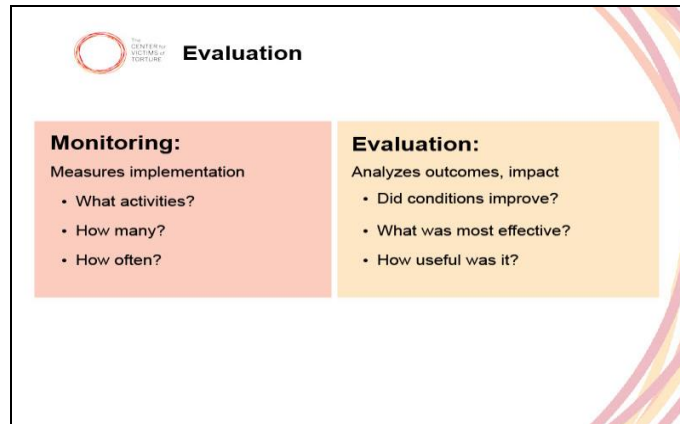 The
CENTER for
VICTIMS of
TORTURE
Evaluation
Monitoring:
Measures implementation
• What activities?
• How many?
• How often?
Evaluation:
Analyzes outcomes, impact
• Did conditions improve?
• What was most effective?
• How useful was it?